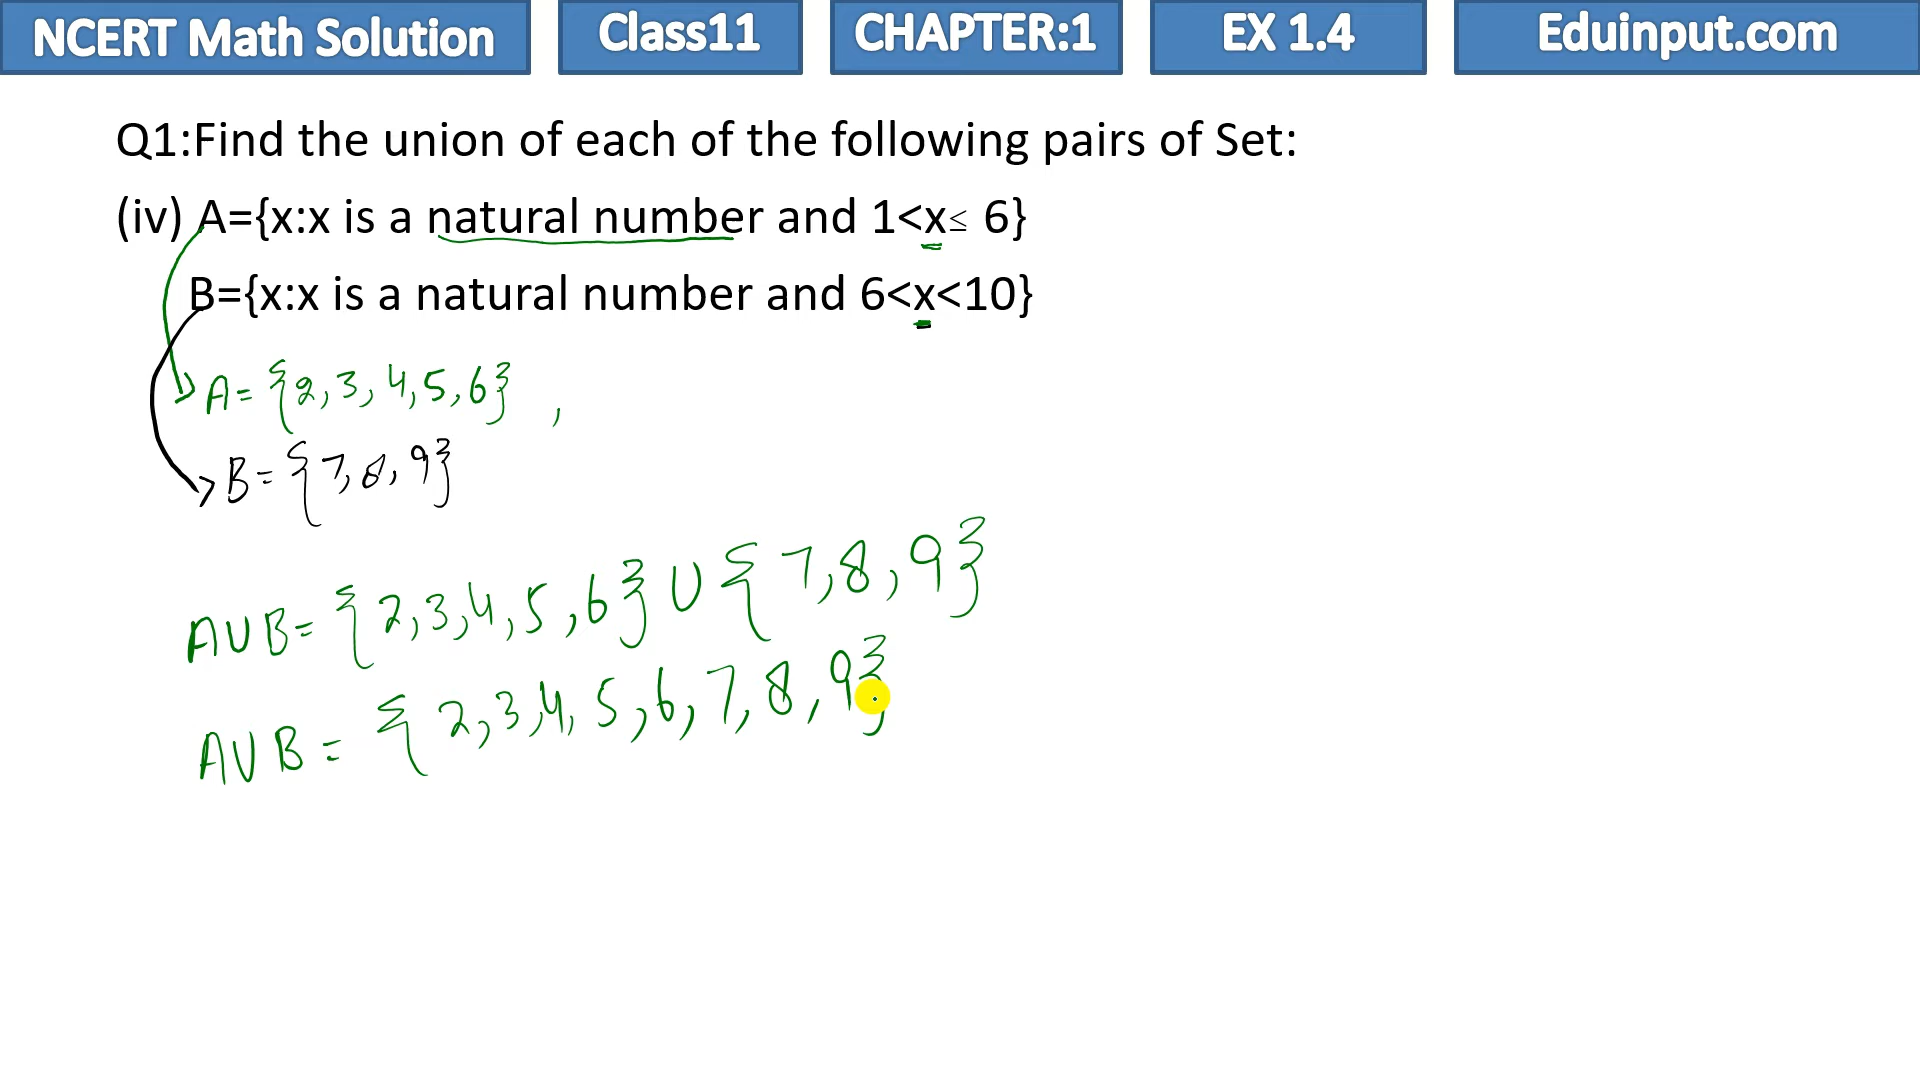 NCERT Math Solution Class11 CHAPTER:1 EX 1.4 Eduinput.com
Q1:Find the union of each of the following pairs of Set:
(iv) A={x:x is a natural number and 1<x≤ 6}
B={x:x is a natural number and 6<x<10}
A= {2,3,4,5,6} ,
B= {7,8,9}
AUB= {2,3,4,5,6} U {7,8,9}
AUB = {2,3,4,5,6,7,8,9}